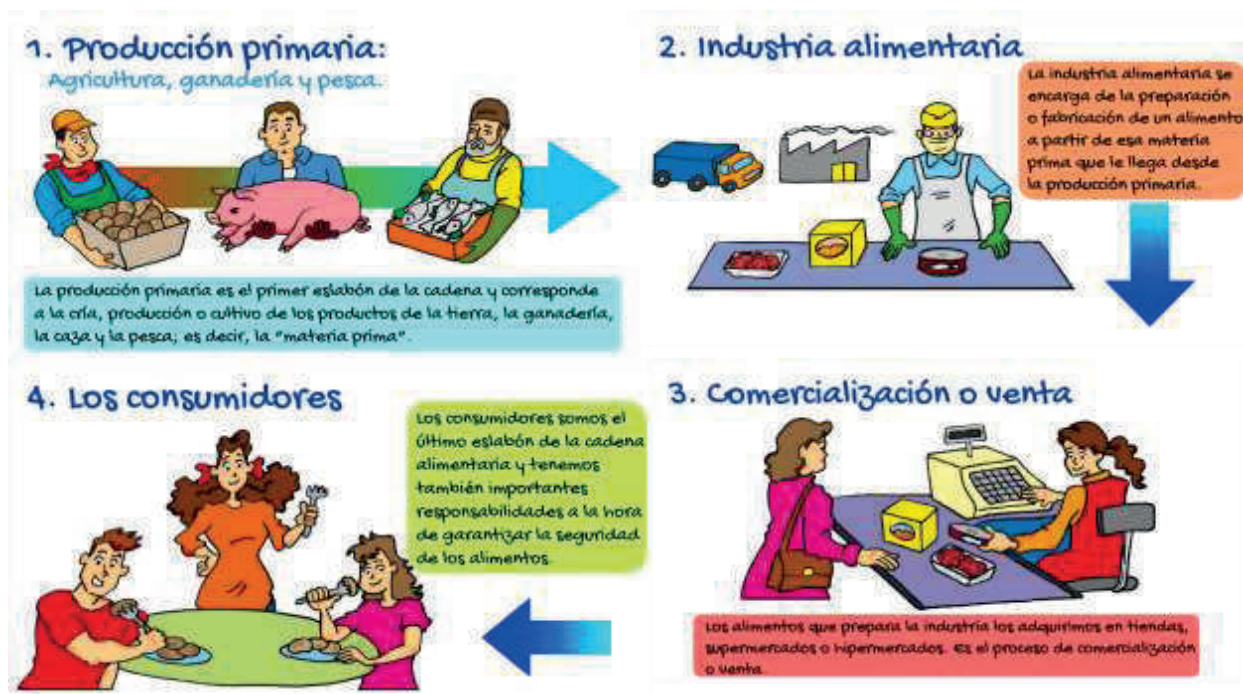 1. Producción primaria:
Agricultura, ganadería y pesca.
La producción primaria es el primer eslabón de la cadena y corresponde
a la cría, producción o cultivo de los productos de la tierra, la ganadería,
la caza y la pesca; es decir, la "materia prima".
2. Industria alimentaria
La industria alimentaria se
encarga de la preparación
o fabricación de un alimento
a partir de esa materia
prima que le llega desde
la producción primaria.
3. Comercialización o venta
Los alimentos que prepara la industria los adquirimos en tiendas,
supermercados o hipermercados. Es el proceso de comercialización
o venta.
4. Los consumidores
Los consumidores somos el
último eslabón de la cadena
alimentaria y tenemos
también importantes
responsabilidades a la hora
de garantizar la seguridad
de los alimentos.